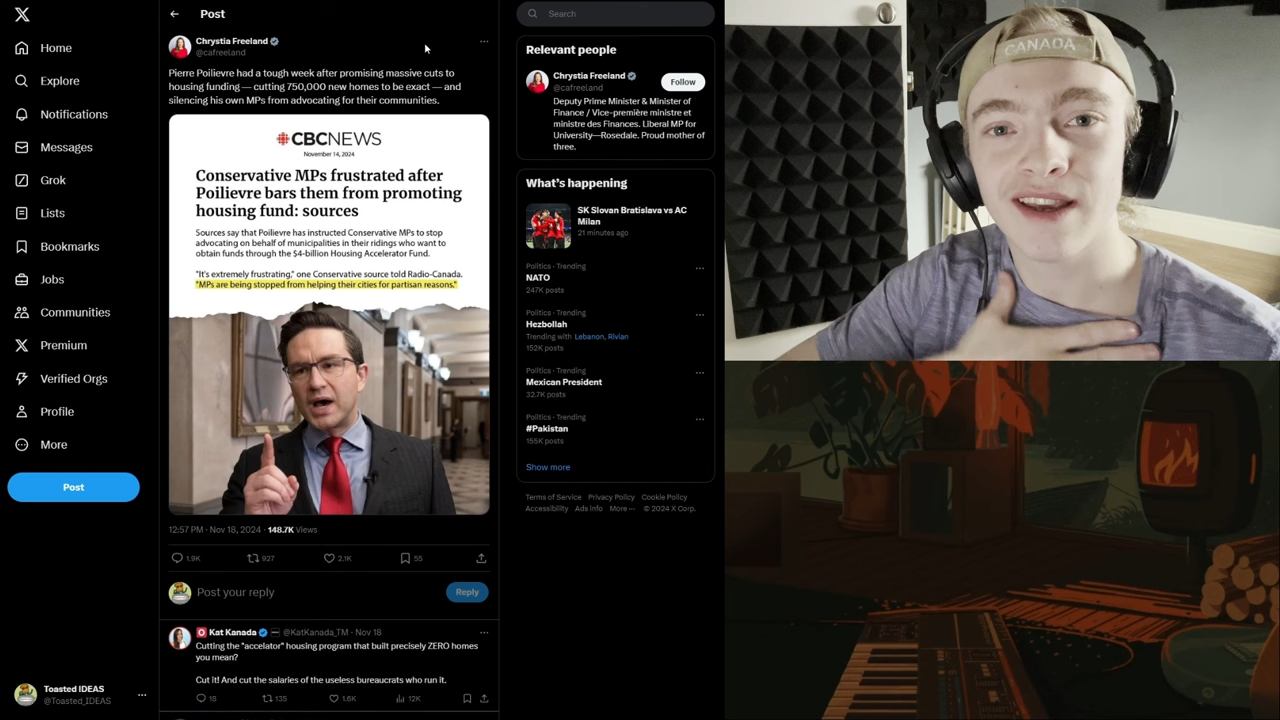 Home
Explore
Notifications
Messages
Grok
Lists
Bookmarks
Jobs
Communities
Premium
Verified Orgs
Profile
More
Post
Toasted IDEAS
@Toasted_IDEAS
Post
Chrystia Freeland
@cafreeland
Pierre Poilievre had a tough week after promising massive cuts to
housing funding — cutting 750,000 new homes to be exact — and
silencing his own MPs from advocating for their communities.
CBCNEWS
November 14, 2024
Conservative MPs frustrated after
Poilievre bars them from promoting
housing fund: sources
Sources say that Poilievre has instructed Conservative MPs to stop
advocating on behalf of municipalities in their ridings who want to
obtain funds through the $4-billion Housing Accelerator Fund.
"It's extremely frustrating," one Conservative source told Radio-Canada.
"MPs are being stopped from helping their cities for partisan reasons."
12:57 PM · Nov 18, 2024 · 148.7K Views
1.9K 927 2.1K 55
Post your reply
Reply
Kat Kanada @KatKanada_TM · Nov 18
Cutting the "accelator" housing program that built precisely ZERO homes
you mean?
Cut it! And cut the salaries of the useless bureaucrats who run it.
18 135 1.6K 12K
Search
Relevant people
Chrystia Freeland
@cafreeland
Follow
Deputy Prime Minister & Minister of
Finance / Vice-première ministre et
ministre des Finances. Liberal MP for
University—Rosedale. Proud mother of
three.
What's happening
SK Slovan Bratislava vs AC
Milan
21 minutes ago
Politics · Trending
NATO
247K posts
Politics · Trending
Hezbollah
Trending with Lebanon, Rivian
152K posts
Politics · Trending
Mexican President
32.7K posts
Politics · Trending
#Pakistan
155K posts
Show more
Terms of Service Privacy Policy Cookie Policy
Accessibility Ads info More ··· © 2024 X Corp.
CANADA